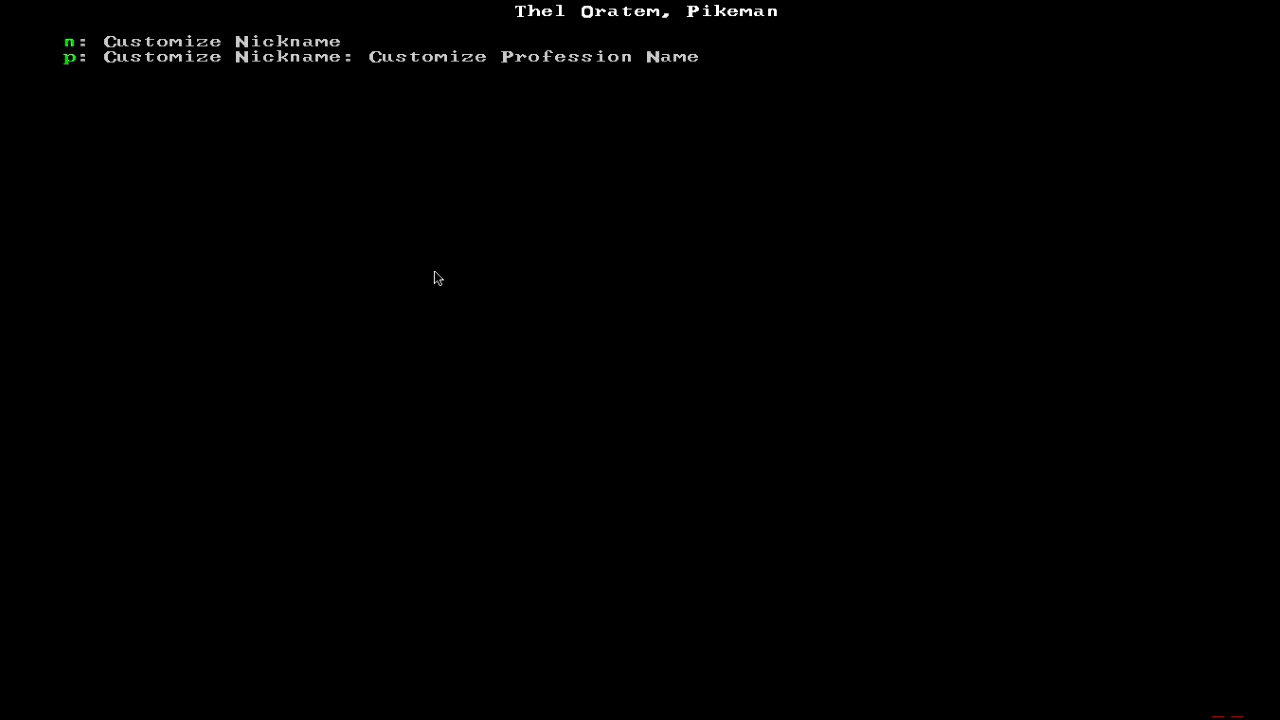 Thel Oratem, Pikeman
n: Customize Nickname
p: Customize Nickname: Customize Profession Name